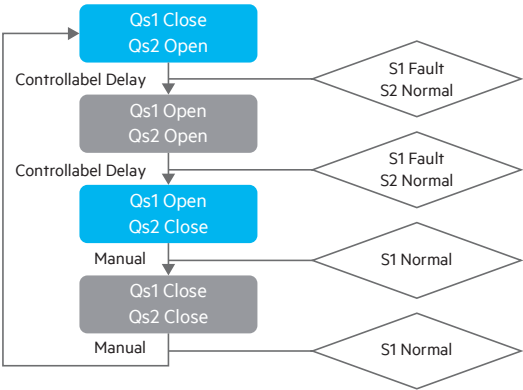 Qs1 Close
Qs2 Open
Controllabel Delay
S1 Fault
S2 Normal
Qs1 Open
Qs2 Open
Controllabel Delay
S1 Fault
S2 Normal
Qs1 Open
Qs2 Close
Manual
S1 Normal
Qs1 Close
Qs2 Close
Manual
S1 Normal